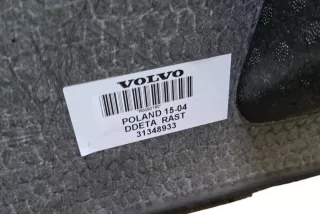 VOLVO
POLAND 15-04
DDETA RAST
31348933